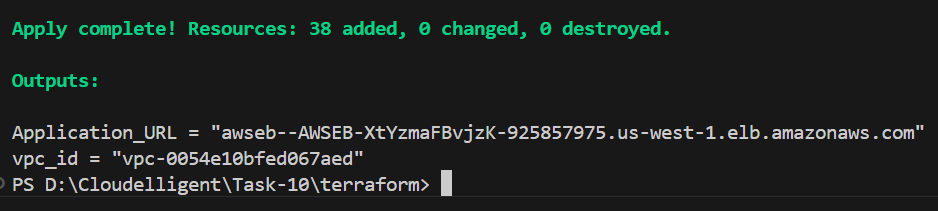 Apply complete! Resources: 38 added, 0 changed, 0 destroyed.
Outputs:
Application_URL = "awseb--AWSEB-XtYzmaFBvjzK-925857975.us-west-1.elb.amazonaws.com"
vpc_id = "vpc-0054e10bfed067aed"
PS D:\Cloudelligent\Task-10\terraform>